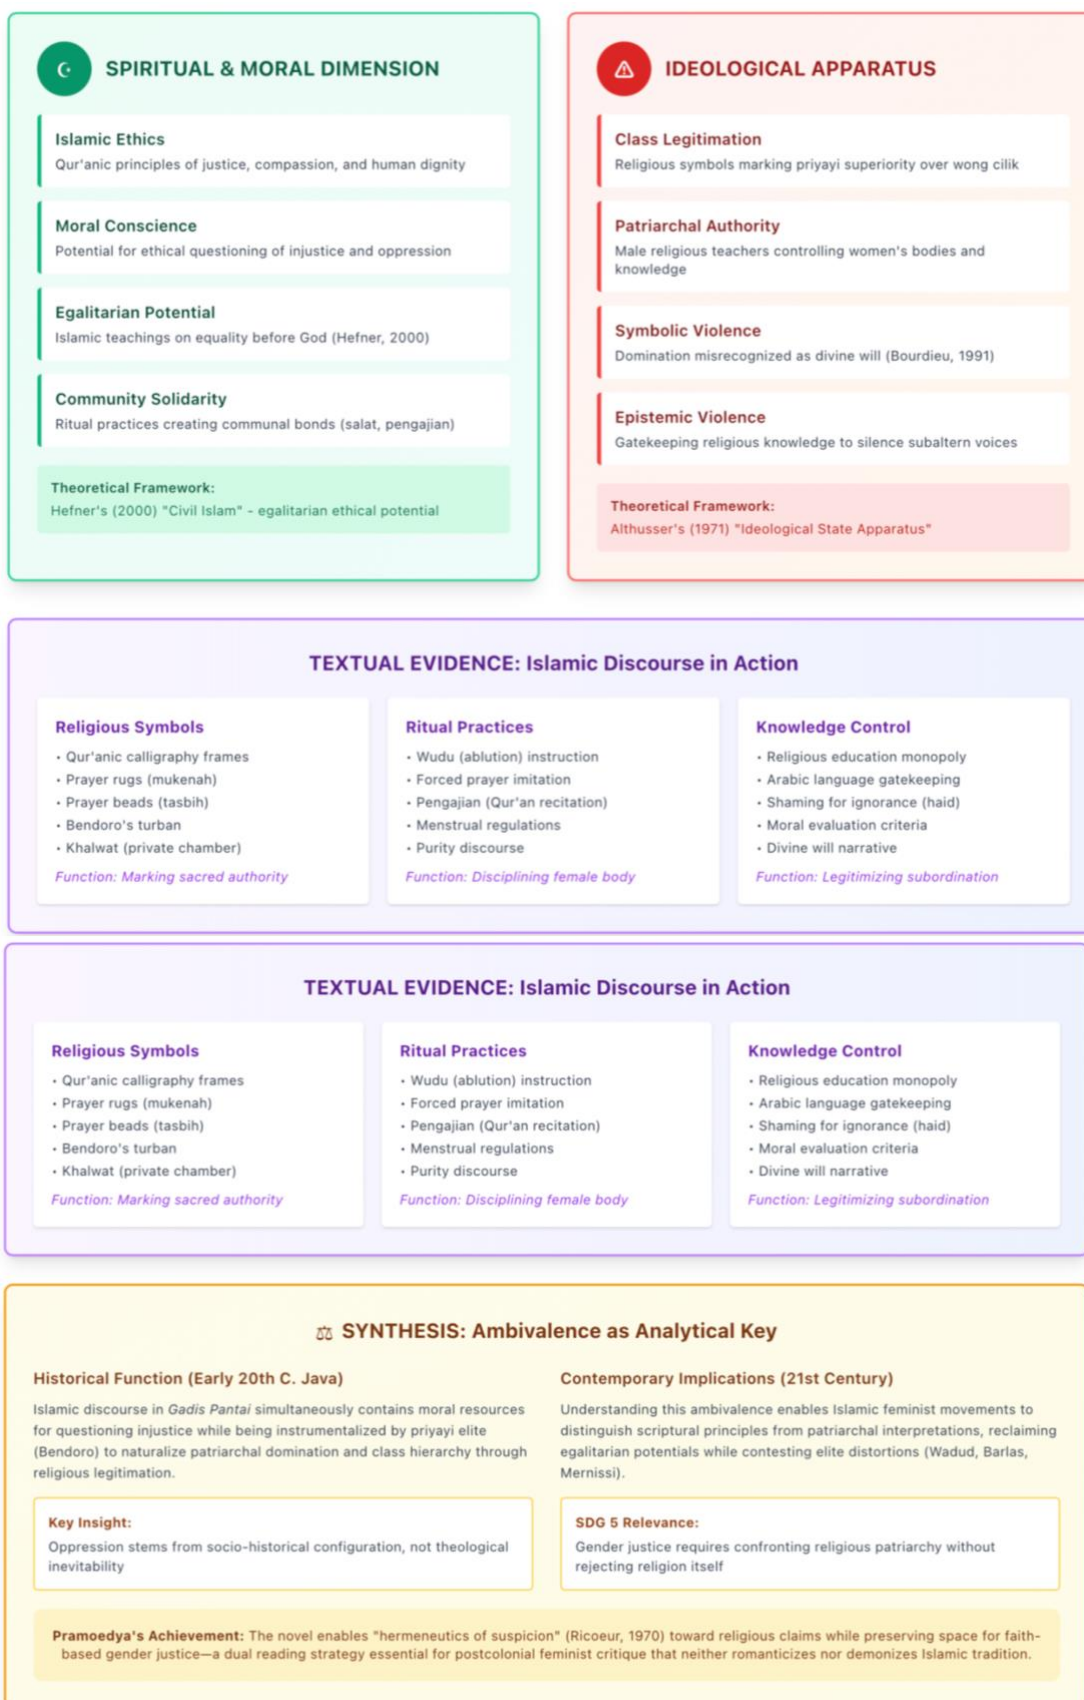 SPIRITUAL & MORAL DIMENSION
Islamic Ethics
Qur'anic principles of justice, compassion, and human dignity
Moral Conscience
Potential for ethical questioning of injustice and oppression
Egalitarian Potential
Islamic teachings on equality before God (Hefner, 2000)
Community Solidarity
Ritual practices creating communal bonds (salat, pengajian)
Theoretical Framework:
Hefner's (2000) "Civil Islam" - egalitarian ethical potential
IDEOLOGICAL APPARATUS
Class Legitimation
Religious symbols marking priyayi superiority over wong cilik
Patriarchal Authority
Male religious teachers controlling women's bodies and
knowledge
Symbolic Violence
Domination misrecognized as divine will (Bourdieu, 1991)
Epistemic Violence
Gatekeeping religious knowledge to silence subaltern voices
Theoretical Framework:
Althusser's (1971) "Ideological State Apparatus"
TEXTUAL EVIDENCE: Islamic Discourse in Action
Religious Symbols
• Qur'anic calligraphy frames
• Prayer rugs (mukenah)
• Prayer beads (tasbih)
• Bendoro's turban
• Khalwat (private chamber)
Function: Marking sacred authority
Ritual Practices
• Wudu (ablution) instruction
• Forced prayer imitation
• Pengajian (Qur'an recitation)
• Menstrual regulations
• Purity discourse
Function: Disciplining female body
Knowledge Control
• Religious education monopoly
• Arabic language gatekeeping
• Shaming for ignorance (haid)
• Moral evaluation criteria
• Divine will narrative
Function: Legitimizing subordination
TEXTUAL EVIDENCE: Islamic Discourse in Action
Religious Symbols
• Qur'anic calligraphy frames
• Prayer rugs (mukenah)
• Prayer beads (tasbih)
• Bendoro's turban
• Khalwat (private chamber)
Function: Marking sacred authority
Ritual Practices
• Wudu (ablution) instruction
• Forced prayer imitation
• Pengajian (Qur'an recitation)
• Menstrual regulations
• Purity discourse
Function: Disciplining female body
Knowledge Control
• Religious education monopoly
• Arabic language gatekeeping
• Shaming for ignorance (haid)
• Moral evaluation criteria
• Divine will narrative
Function: Legitimizing subordination
⚖ SYNTHESIS: Ambivalence as Analytical Key
Historical Function (Early 20th C. Java)
Islamic discourse in Gadis Pantai simultaneously contains moral resources
for questioning injustice while being instrumentalized by priyayi elite
(Bendoro) to naturalize patriarchal domination and class hierarchy through
religious legitimation.
Key Insight:
Oppression stems from socio-historical configuration, not theological
inevitability
Contemporary Implications (21st Century)
Understanding this ambivalence enables Islamic feminist movements to
distinguish scriptural principles from patriarchal interpretations, reclaiming
egalitarian potentials while contesting elite distortions (Wadud, Barlas,
Mernissi).
SDG 5 Relevance:
Gender justice requires confronting religious patriarchy without
rejecting religion itself
Pramoedya's Achievement: The novel enables "hermeneutics of suspicion" (Ricoeur, 1970) toward religious claims while preserving space for faith-
based gender justice—a dual reading strategy essential for postcolonial feminist critique that neither romanticizes nor demonizes Islamic tradition.